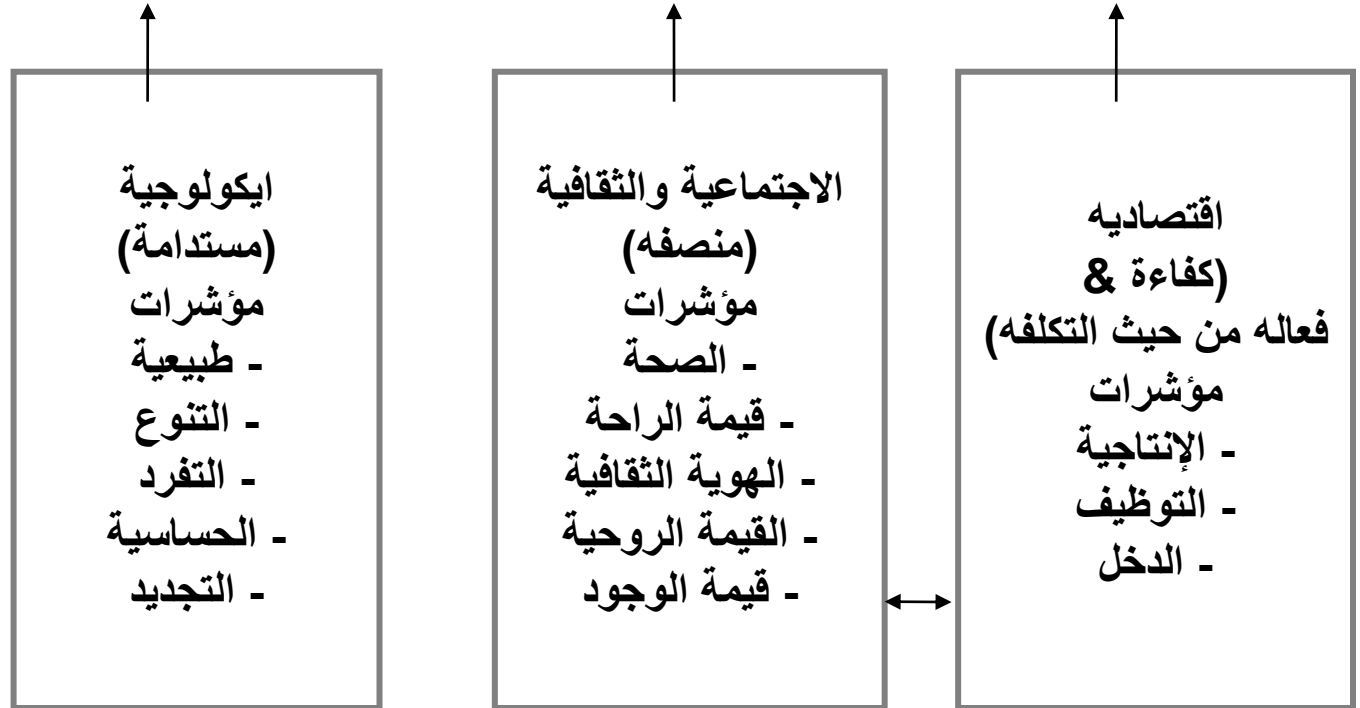 اقتصاديه
(كفاءة &
فعاله من حيث التكلفه)
مؤشرات
- الإنتاجية
- التوظيف
- الدخل
الاجتماعية والثقافية
(منصفه)
مؤشرات
- الصحة
- قيمة الراحة
- الهوية الثقافية
- القيمة الروحية
- قيمة الوجود
ايكولوجية
(مستدامة)
مؤشرات
- طبيعية
- التنوع
- التفرد
- الحساسية
- التجديد